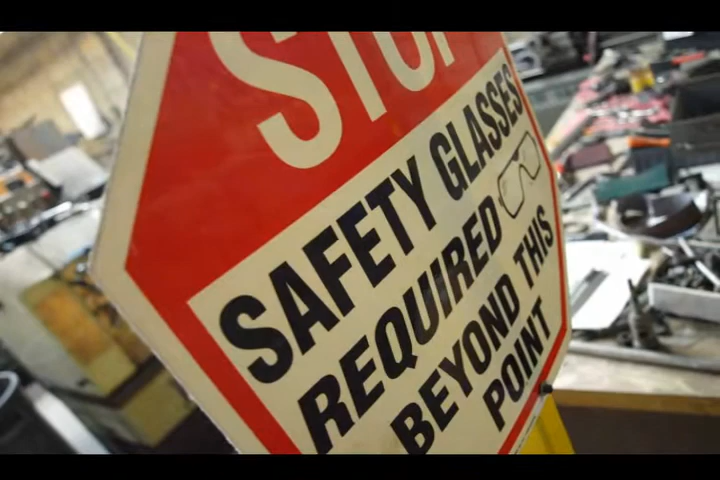 STOP
SAFETY GLASSES
REQUIRED
BEYOND THIS
POINT